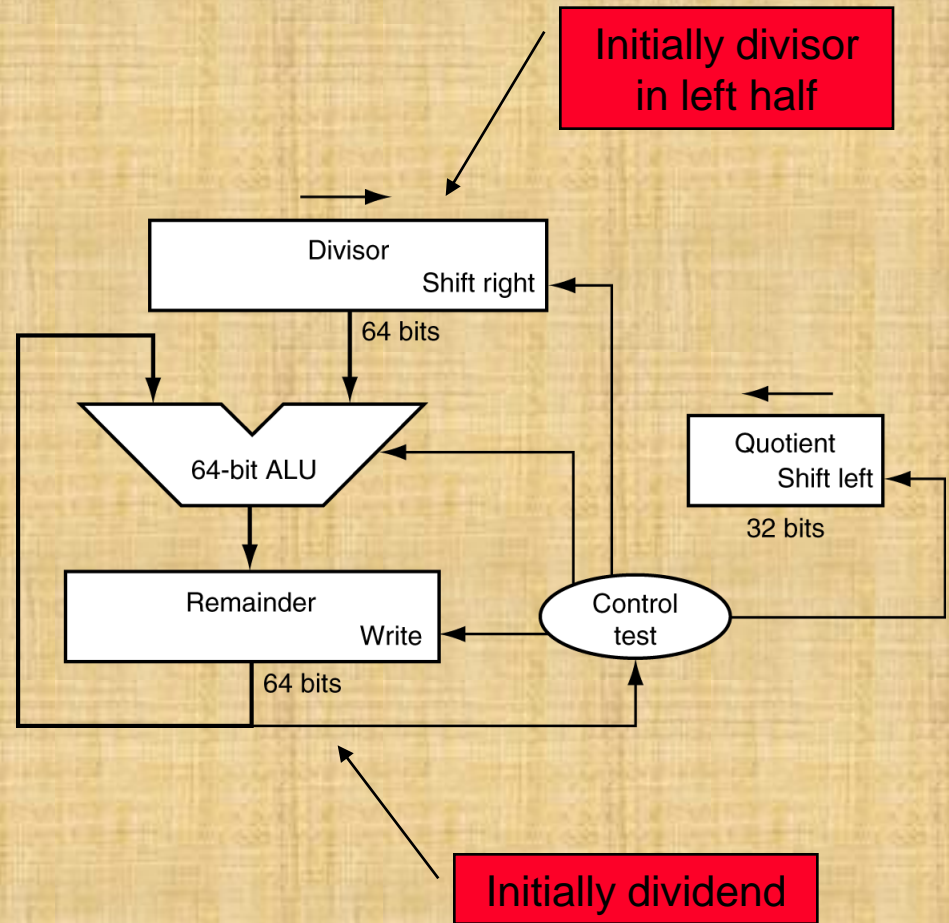 Initially divisor
in left half
Divisor
Shift right
64 bits
64-bit ALU
Quotient
Shift left
32 bits
Remainder
Write
64 bits
Control
test
Initially dividend